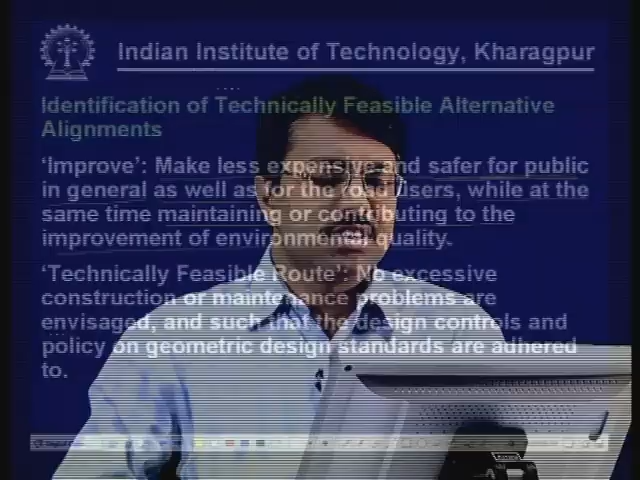 Indian Institute of Technology, Kharagpur
Identification of Technically Feasible Alternative
Alignments
‘Improve’: Make less expensive and safer for public
in general as well as for the road users, while at the
same time maintaining or contributing to the
improvement of environmental quality.
‘Technically Feasible Route’: No excessive
construction or maintenance problems are
envisaged, and such that the design controls and
policy on geometric design standards are adhered
to.